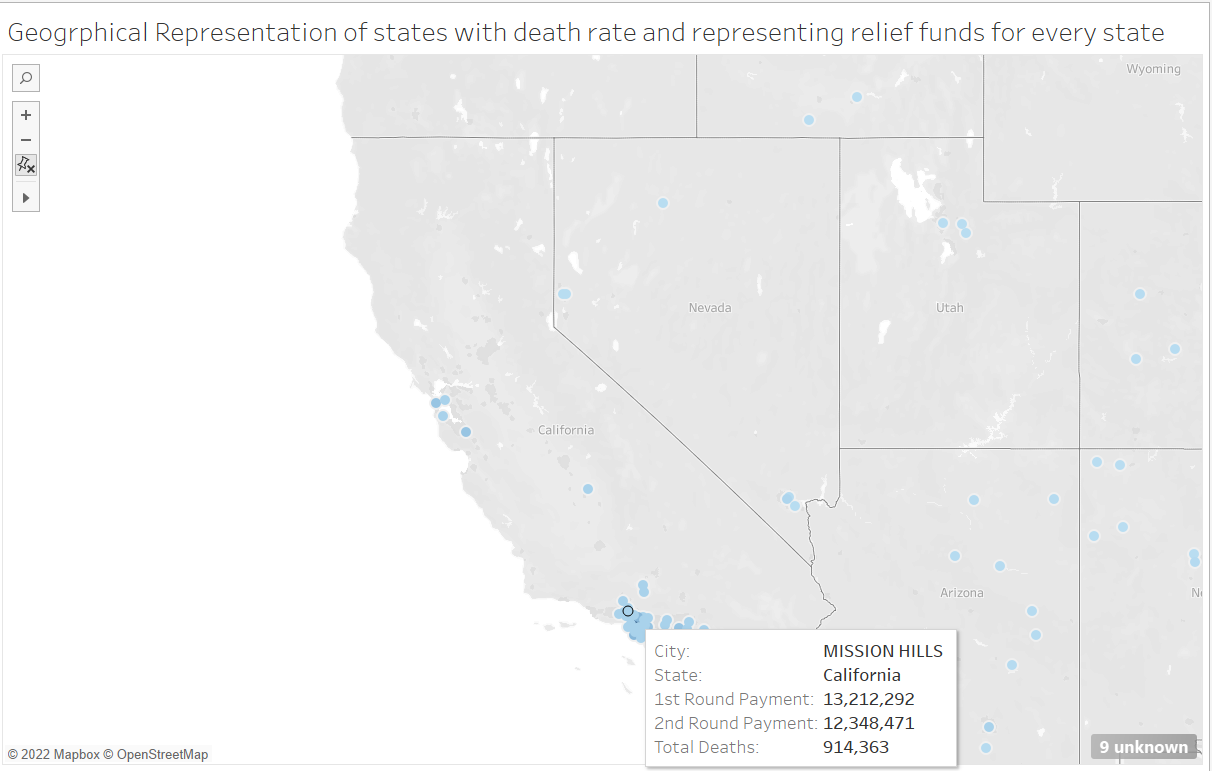 Geogrphical Representation of states with death rate and representing relief funds for every state
Wyoming
Nevada
Utah
California
Arizona
City: MISSION HILLS
State: California
1st Round Payment: 13,212,292
2nd Round Payment: 12,348,471
Total Deaths: 914,363
9 unknown
© 2022 Mapbox © OpenStreetMap